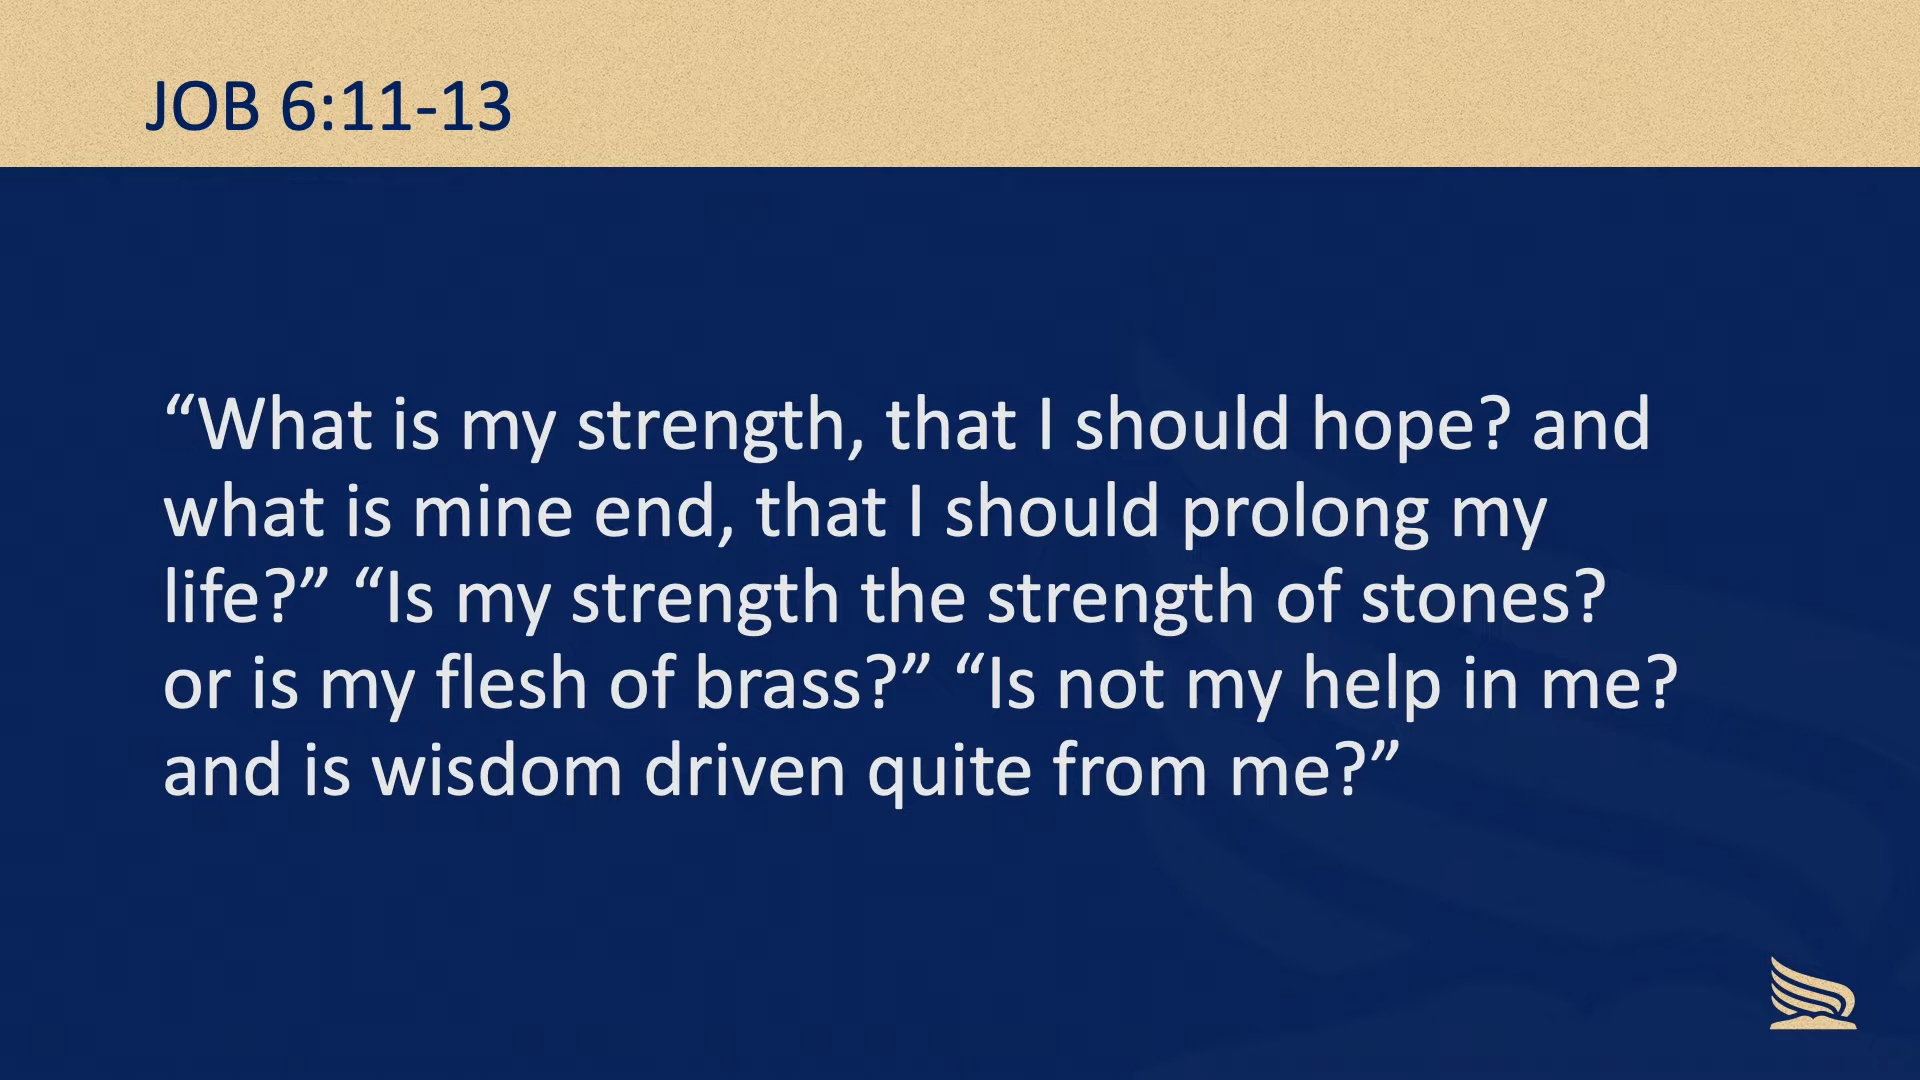 JOB 6:11-13
“What is my strength, that I should hope? and
what is mine end, that I should prolong my
life?” “Is my strength the strength of stones?
or is my flesh of brass?” “Is not my help in me?
and is wisdom driven quite from me?”